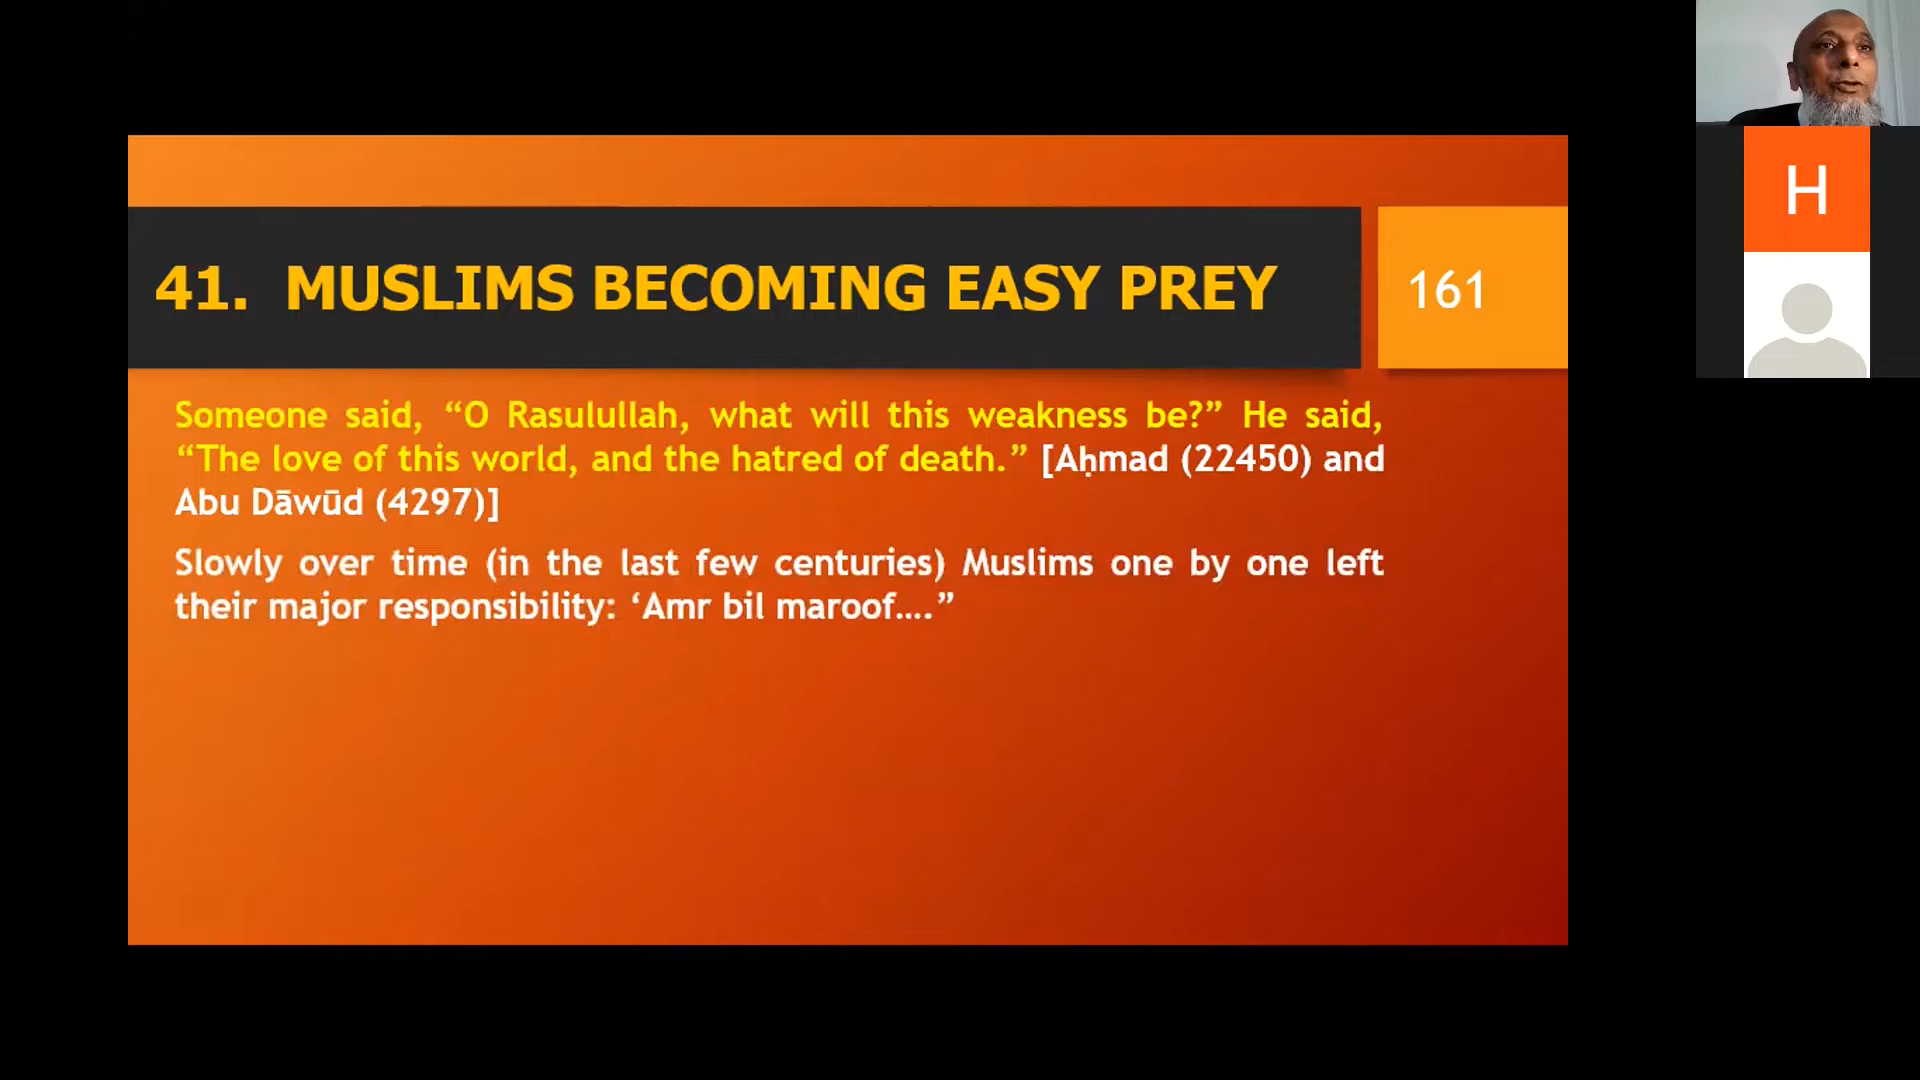 41. MUSLIMS BECOMING EASY PREY
161
Someone said, “O Rasulullah, what will this weakness be?” He said,
“The love of this world, and the hatred of death.” [Aḥmad (22450) and
Abu Dāwūd (4297)]
Slowly over time (in the last few centuries) Muslims one by one left
their major responsibility: ‘Amr bil maroof….”
H